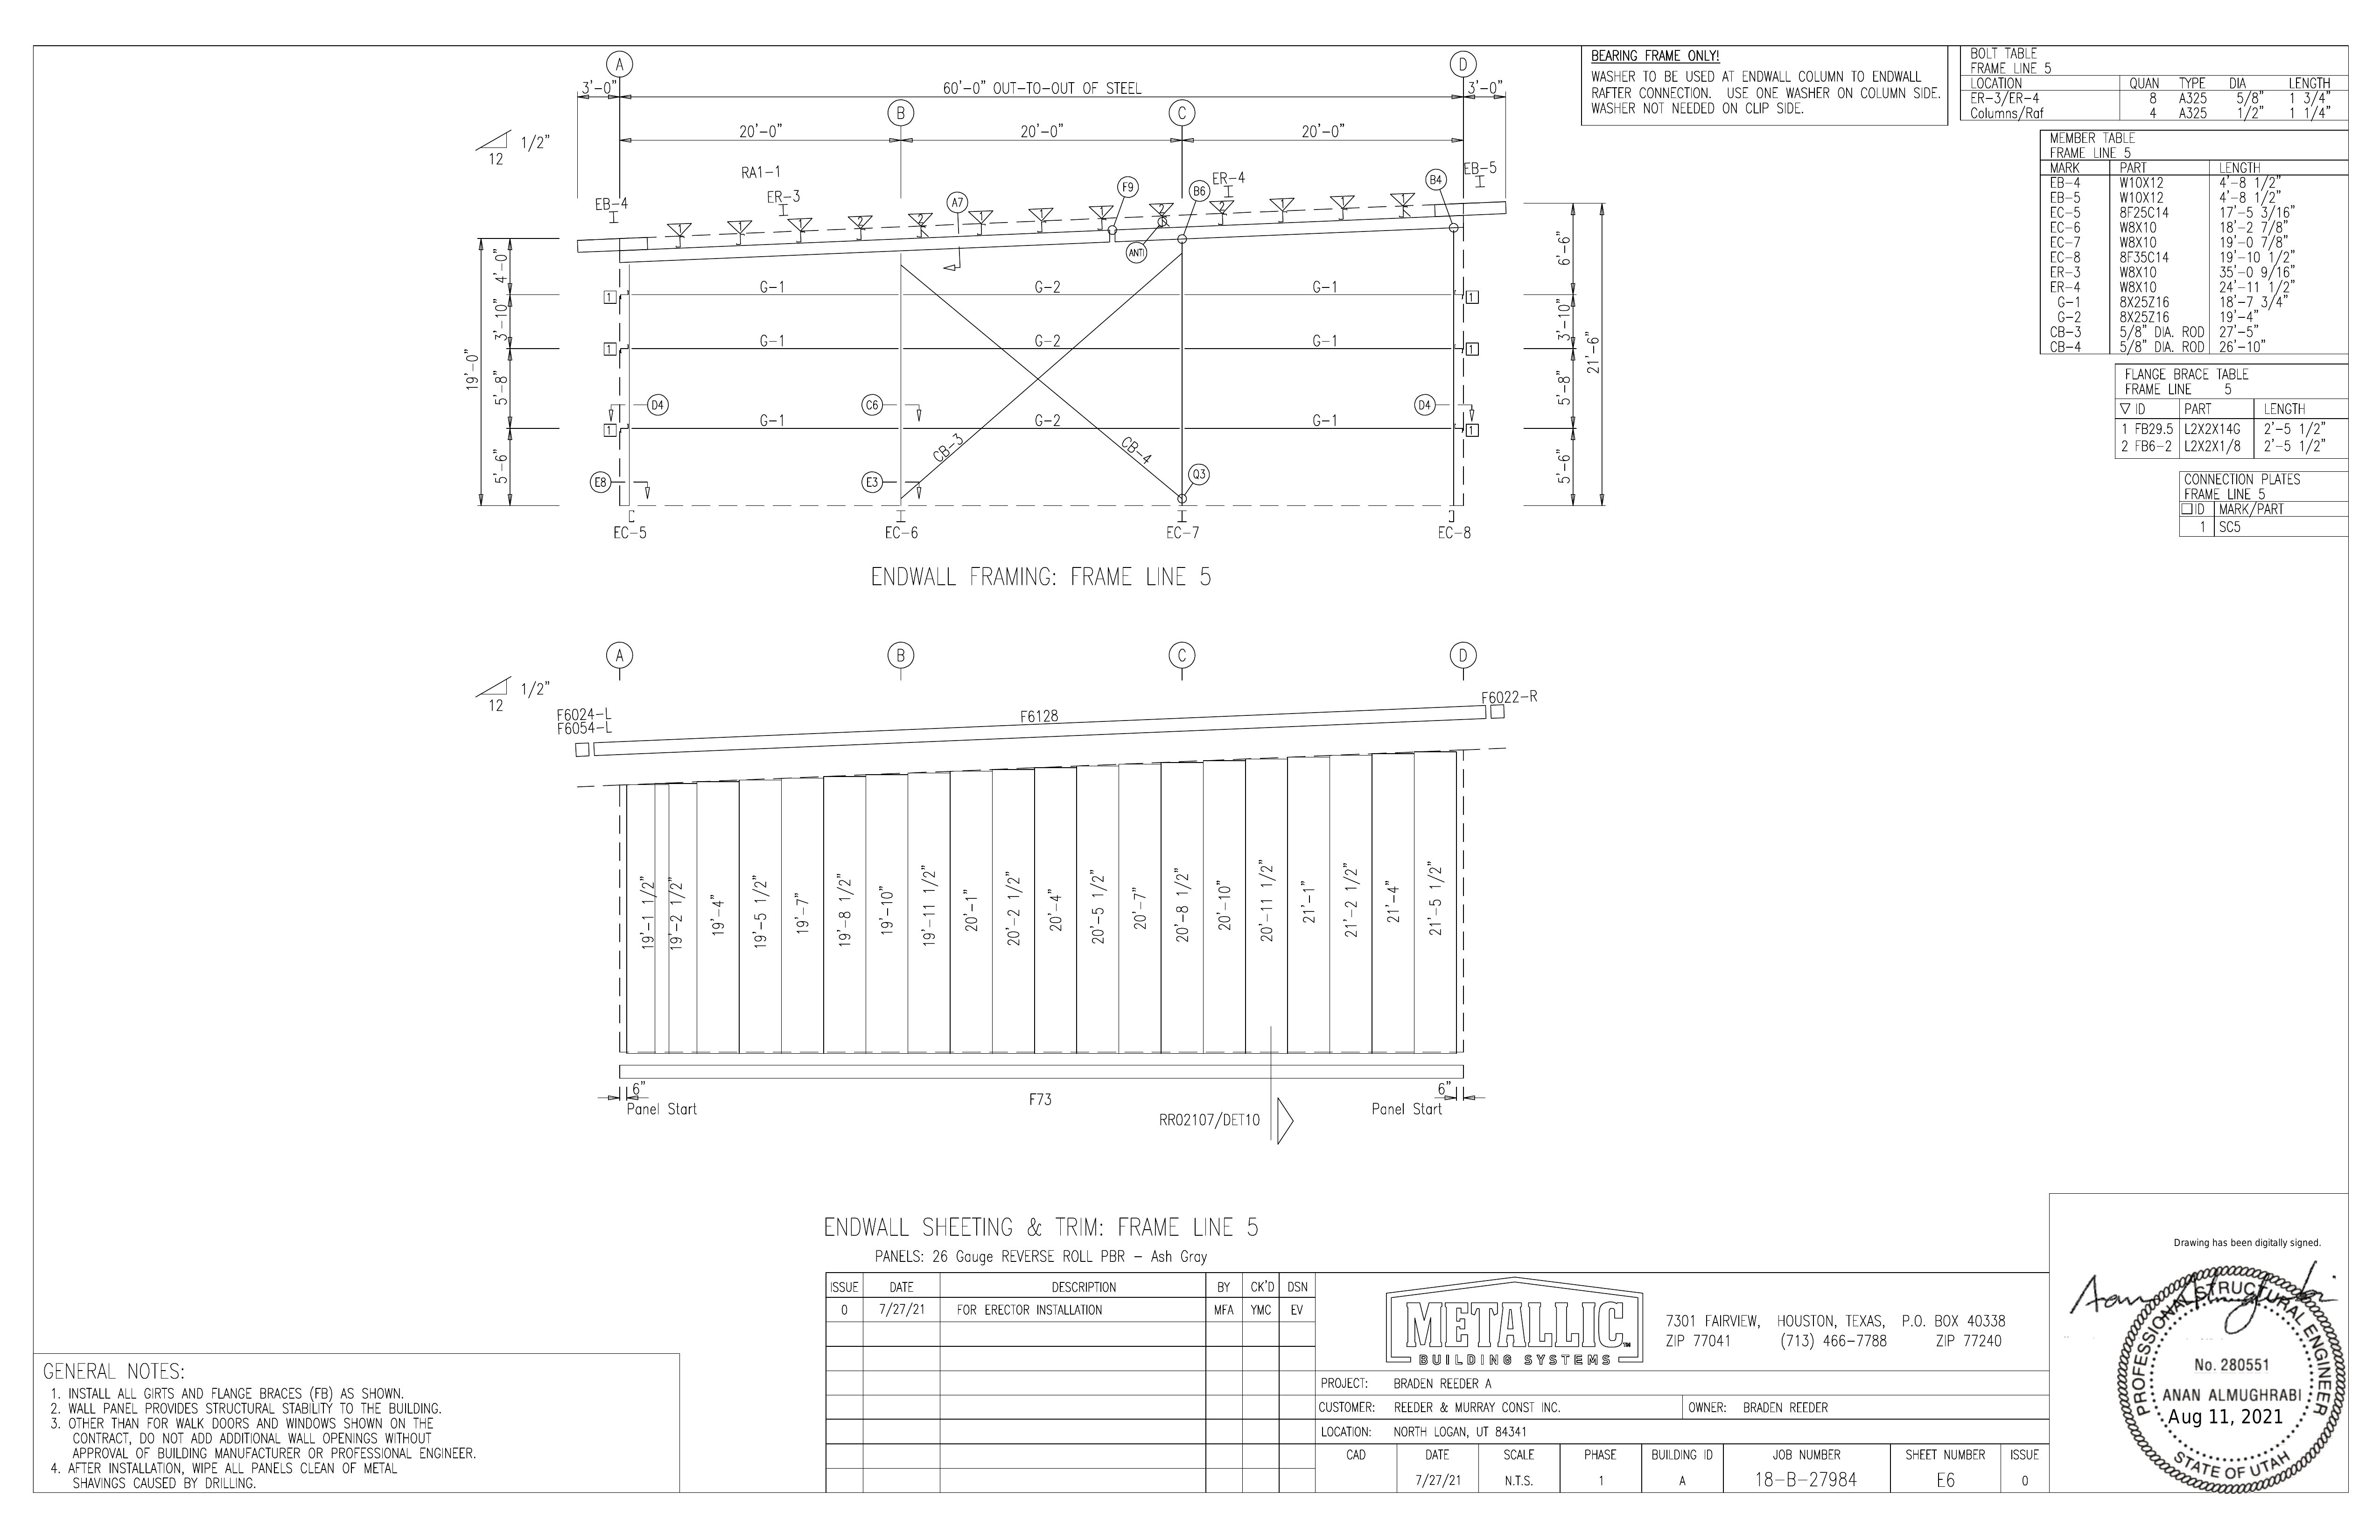 A
D
3'-0"
60'-0" OUT-TO-OUT OF STEEL
3'-0"
B
C
20'-0"
20'-0"
20'-0"
1/2"
12
RA1-1
EB-4
ER-3
A7
F9
B6
ER-4
B4
EB-5
1 1 1 2 2 1 1 1 2 2 1 1 1
ANTI
19'-0"
4'-0"
3'-10"
5'-8"
5'-6"
6'-6"
3'-10"
5'-8"
5'-6"
21'-6"
1 G-1 G-2 G-1 1
1 G-1 G-2 G-1 1
D4 C6 D4
1 G-1 G-2 G-1 1
CB-3 CB-4
E8 E3 Q3
EC-5 EC-6 EC-7 EC-8
ENDWALL FRAMING: FRAME LINE 5
BEARING FRAME ONLY!
WASHER TO BE USED AT ENDWALL COLUMN TO ENDWALL
RAFTER CONNECTION. USE ONE WASHER ON COLUMN SIDE.
WASHER NOT NEEDED ON CLIP SIDE.
BOLT TABLE
FRAME LINE 5
LOCATION QUAN TYPE DIA LENGTH
ER-3/ER-4 8 A325 5/8" 1 3/4"
Columns/Raf 4 A325 1/2" 1 1/4"
MEMBER TABLE
FRAME LINE 5
MARK PART LENGTH
EB-4 W10X12 4'-8 1/2"
EB-5 W10X12 4'-8 1/2"
EC-5 8F25C14 17'-5 3/16"
EC-6 W8X10 18'-2 7/8"
EC-7 W8X10 19'-0 7/8"
EC-8 8F35C14 19'-10 1/2"
ER-3 W8X10 35'-0 9/16"
ER-4 W8X10 24'-11 1/2"
G-1 8X25Z16 18'-7 3/4"
G-2 8X25Z16 19'-4"
CB-3 5/8" DIA. ROD 27'-5"
CB-4 5/8" DIA. ROD 26'-10"
FLANGE BRACE TABLE
FRAME LINE 5
ID PART LENGTH
1 FB29.5 L2X2X14G 2'-5 1/2"
2 FB6-2 L2X2X1/8 2'-5 1/2"
CONNECTION PLATES
FRAME LINE 5
ID MARK/PART
1 SC5
A B C D
1/2"
12
F6024-L
F6054-L
F6128
F6022-R
19'-1 1/2"
19'-2 1/2"
19'-4"
19'-5 1/2"
19'-7"
19'-8 1/2"
19'-10"
19'-11 1/2"
20'-1"
20'-2 1/2"
20'-4"
20'-5 1/2"
20'-7"
20'-8 1/2"
20'-10"
20'-11 1/2"
21'-1"
21'-2 1/2"
21'-4"
21'-5 1/2"
6"
Panel Start
F73
RR02107/DET10
6"
Panel Start
ENDWALL SHEETING & TRIM: FRAME LINE 5
PANELS: 26 Gauge REVERSE ROLL PBR - Ash Gray
GENERAL NOTES:
1. INSTALL ALL GIRTS AND FLANGE BRACES (FB) AS SHOWN.
2. WALL PANEL PROVIDES STRUCTURAL STABILITY TO THE BUILDING.
3. OTHER THAN FOR WALK DOORS AND WINDOWS SHOWN ON THE
CONTRACT, DO NOT ADD ADDITIONAL WALL OPENINGS WITHOUT
APPROVAL OF BUILDING MANUFACTURER OR PROFESSIONAL ENGINEER.
4. AFTER INSTALLATION, WIPE ALL PANELS CLEAN OF METAL
SHAVINGS CAUSED BY DRILLING.
ISSUE DATE DESCRIPTION BY CK'D DSN
0 7/27/21 FOR ERECTOR INSTALLATION MFA YMC EV
METALLIC TM
BUILDING SYSTEMS
7301 FAIRVIEW, HOUSTON, TEXAS, P.O. BOX 40338
ZIP 77041 (713) 466-7788 ZIP 77240
PROJECT: BRADEN REEDER A
CUSTOMER: REEDER & MURRAY CONST INC. OWNER: BRADEN REEDER
LOCATION: NORTH LOGAN, UT 84341
CAD DATE SCALE PHASE BUILDING ID JOB NUMBER SHEET NUMBER ISSUE
7/27/21 N.T.S. 1 A 18-B-27984 E6 0
Drawing has been digitally signed.
PROFESSIONAL STRUCTURAL ENGINEER
No. 280551
ANAN ALMUGHRABI
Aug 11, 2021
STATE OF UTAH